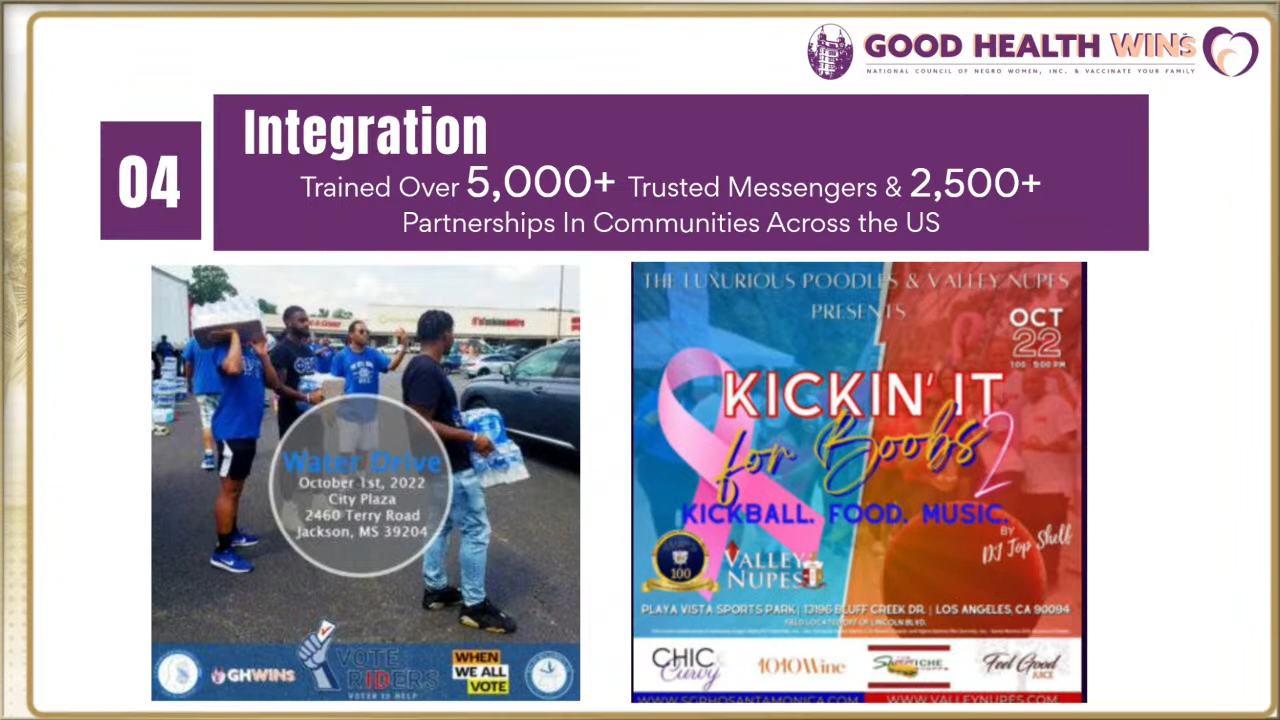 GOOD HEALTH WINS
NATIONAL COUNCIL OF NEGRO WOMEN, INC. & VACCINATE YOUR FAMILY
04
Integration
Trained Over 5,000+ Trusted Messengers & 2,500+
Partnerships In Communities Across the US
Water Drive
October 1st, 2022
City Plaza
2460 Terry Road
Jackson, MS 39204
GHWINS
VOTE
RIDERS
VOTER ID HELP
WHEN
WE ALL
VOTE
THE LUXURIOUS POODLES & VALLEY NUPES
PRESENTS
OCT
22
KICKIN' IT
for Boobs 2
KICKBALL. FOOD. MUSIC.
BY
DJ Top Shelf
100
VALLEY
NUPES
PLAYA VISTA SPORTS PARK | 13196 BLUFF CREEK DR. | LOS ANGELES, CA 90094
FIELD LOCATED OFF OF LINCOLN BLVD.
CHIC
Curvy
1010Wine
Feel Good
JUICE
WWW.SGRHOSANTAMONICA.COM
WWW.VALLEYNUPES.COM